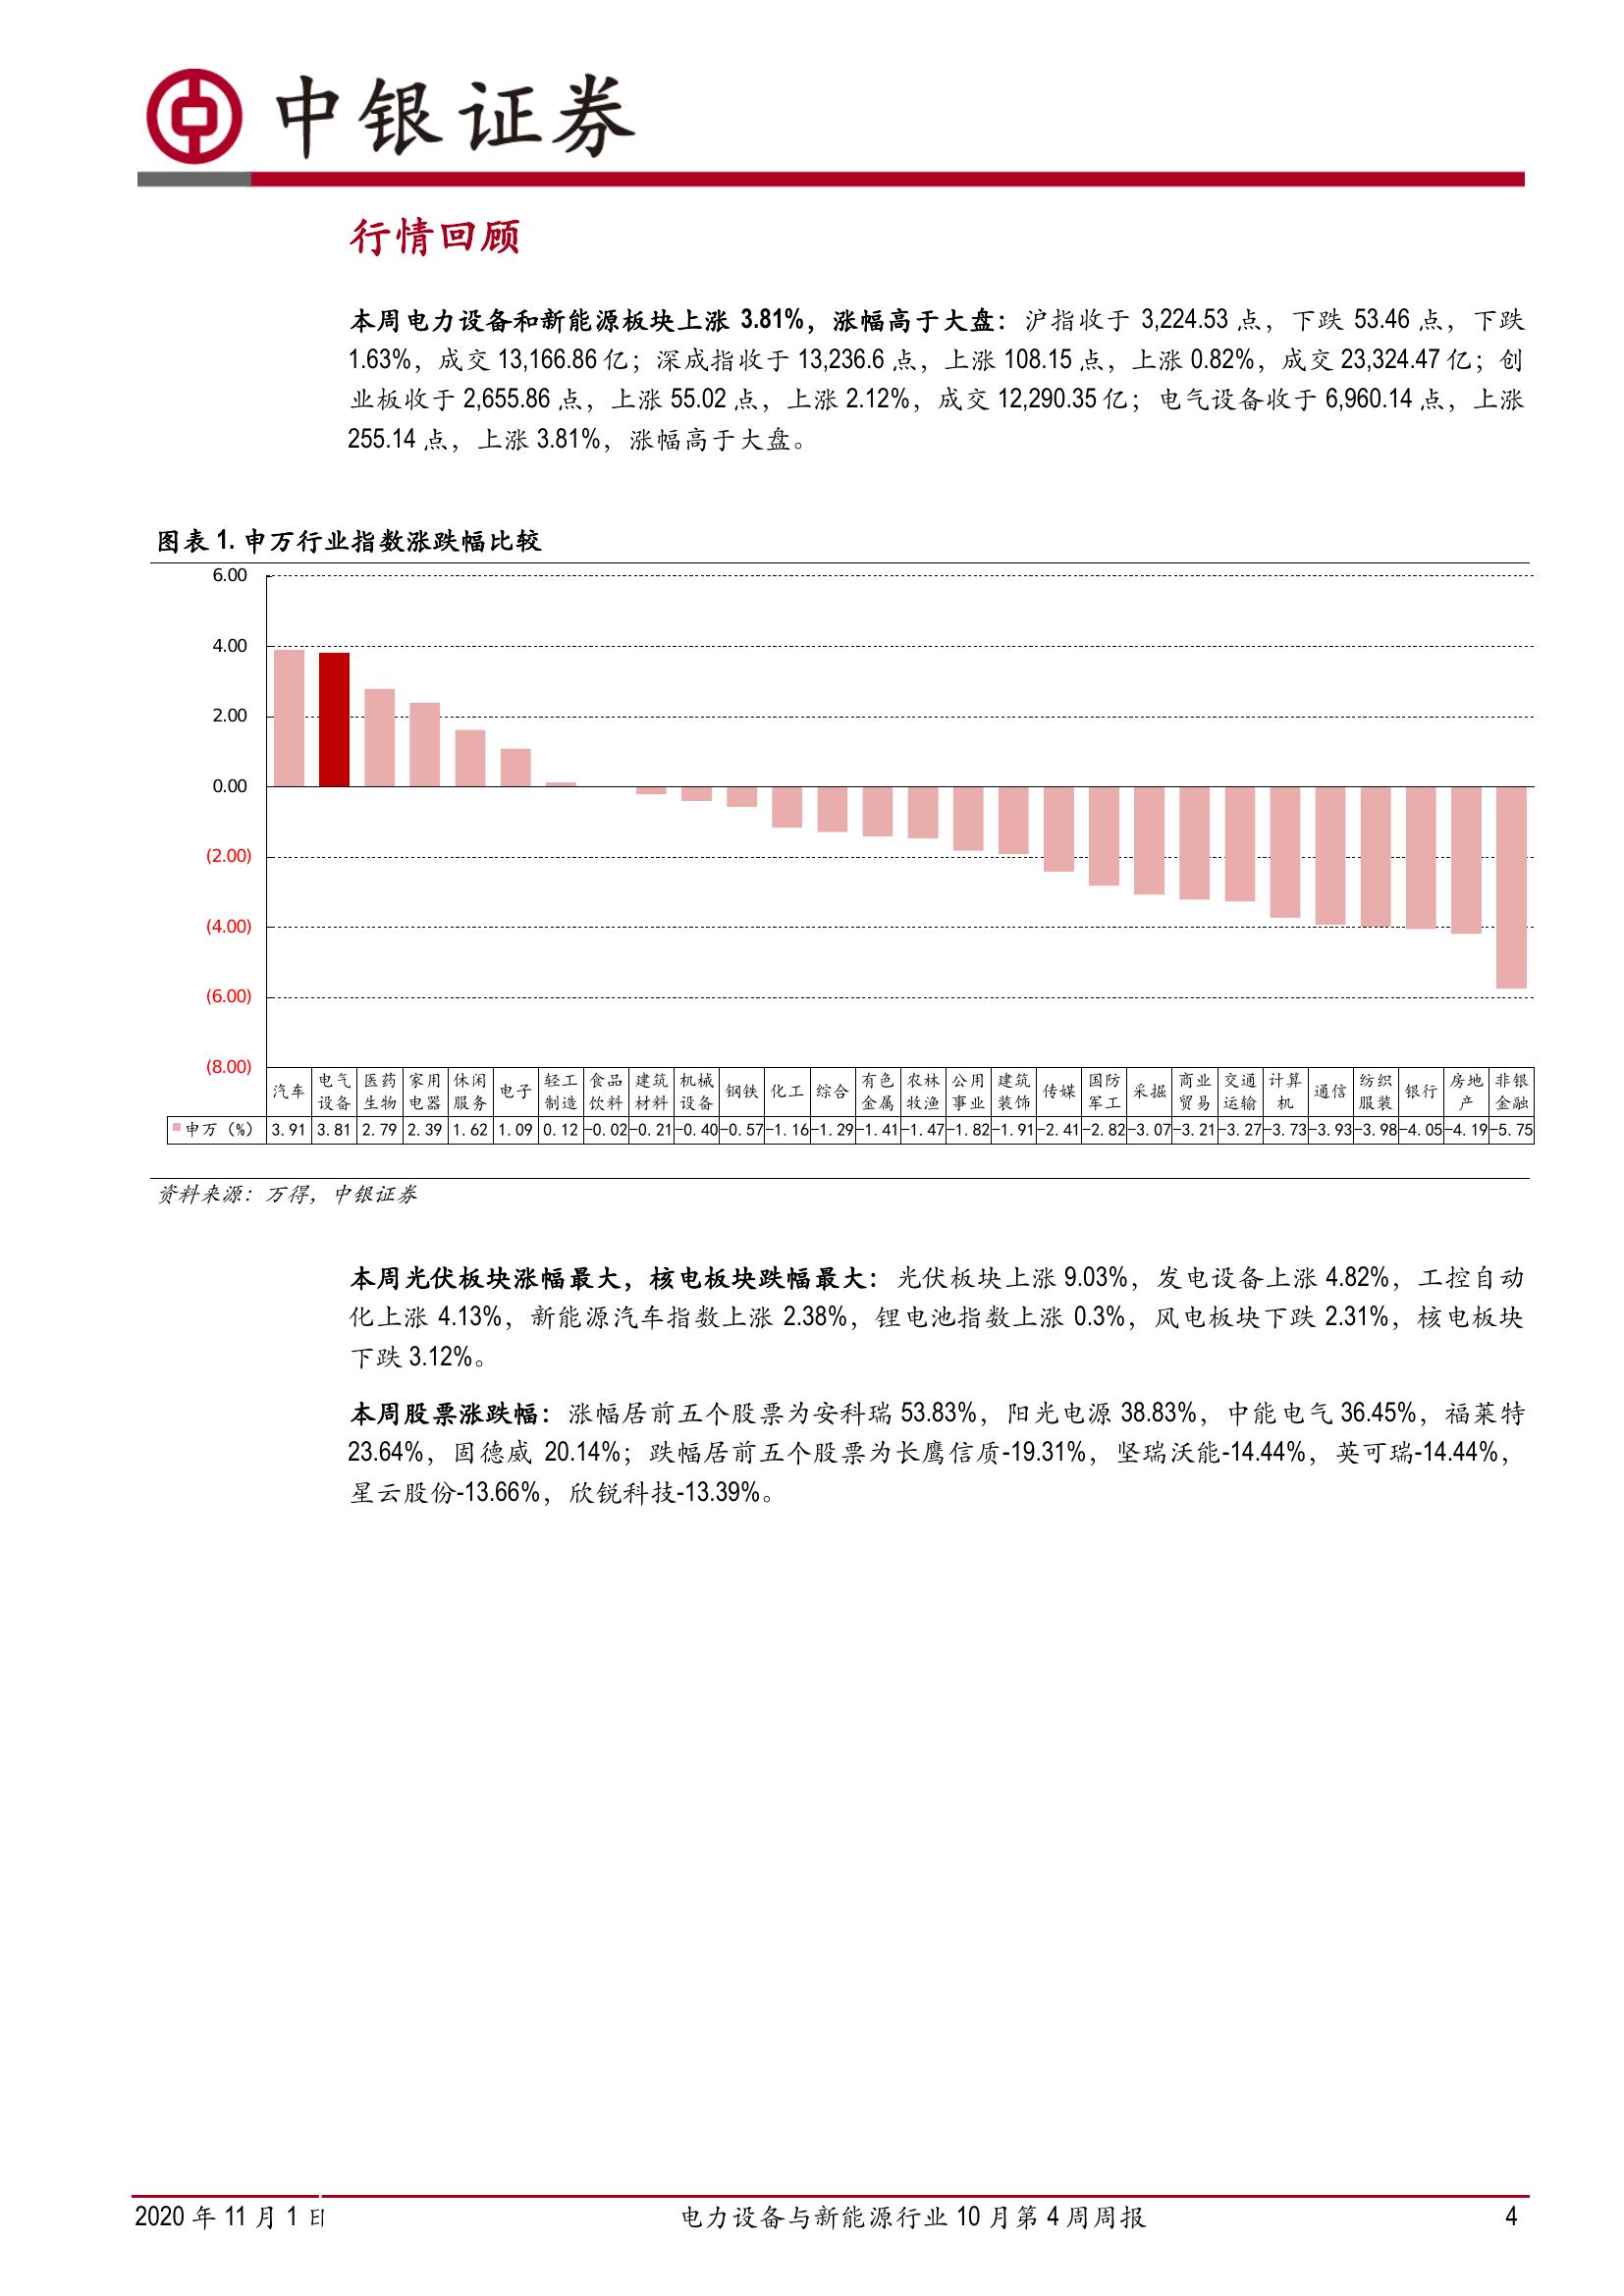 中银证券
行情回顾
本周电力设备和新能源板块上涨 3.81%，涨幅高于大盘：沪指收于 3,224.53 点，下跌 53.46 点，下跌
1.63%，成交 13,166.86 亿；深成指收于 13,236.6 点，上涨 108.15 点，上涨 0.82%，成交 23,324.47 亿；创
业板收于 2,655.86 点，上涨 55.02 点，上涨 2.12%，成交 12,290.35 亿；电气设备收于 6,960.14 点，上涨
255.14 点，上涨 3.81%，涨幅高于大盘。
图表 1. 申万行业指数涨跌幅比较
6.00
4.00
2.00
0.00
(2.00)
(4.00)
(6.00)
(8.00)
汽车 电气设备 医药生物 家用电器 休闲服务 电子 轻工制造 食品饮料 建筑材料 机械设备 钢铁 化工 综合 有色金属 农林牧渔 公用事业 建筑装饰 传媒 国防军工 采掘 商业贸易 交通运输 计算机 通信 纺织服装 银行 房地产 非银金融
申万（%） 3.91 3.81 2.79 2.39 1.62 1.09 0.12 -0.02 -0.21 -0.40 -0.57 -1.16 -1.29 -1.41 -1.47 -1.82 -1.91 -2.41 -2.82 -3.07 -3.21 -3.27 -3.73 -3.93 -3.98 -4.05 -4.19 -5.75
资料来源：万得，中银证券
本周光伏板块涨幅最大，核电板块跌幅最大：光伏板块上涨 9.03%，发电设备上涨 4.82%，工控自动
化上涨 4.13%，新能源汽车指数上涨 2.38%，锂电池指数上涨 0.3%，风电板块下跌 2.31%，核电板块
下跌 3.12%。
本周股票涨跌幅：涨幅居前五个股票为安科瑞 53.83%，阳光电源 38.83%，中能电气 36.45%，福莱特
23.64%，固德威 20.14%；跌幅居前五个股票为长鹰信质-19.31%，坚瑞沃能-14.44%，英可瑞-14.44%，
星云股份-13.66%，欣锐科技-13.39%。
2020 年 11 月 1 日
电力设备与新能源行业 10 月第 4 周周报
4